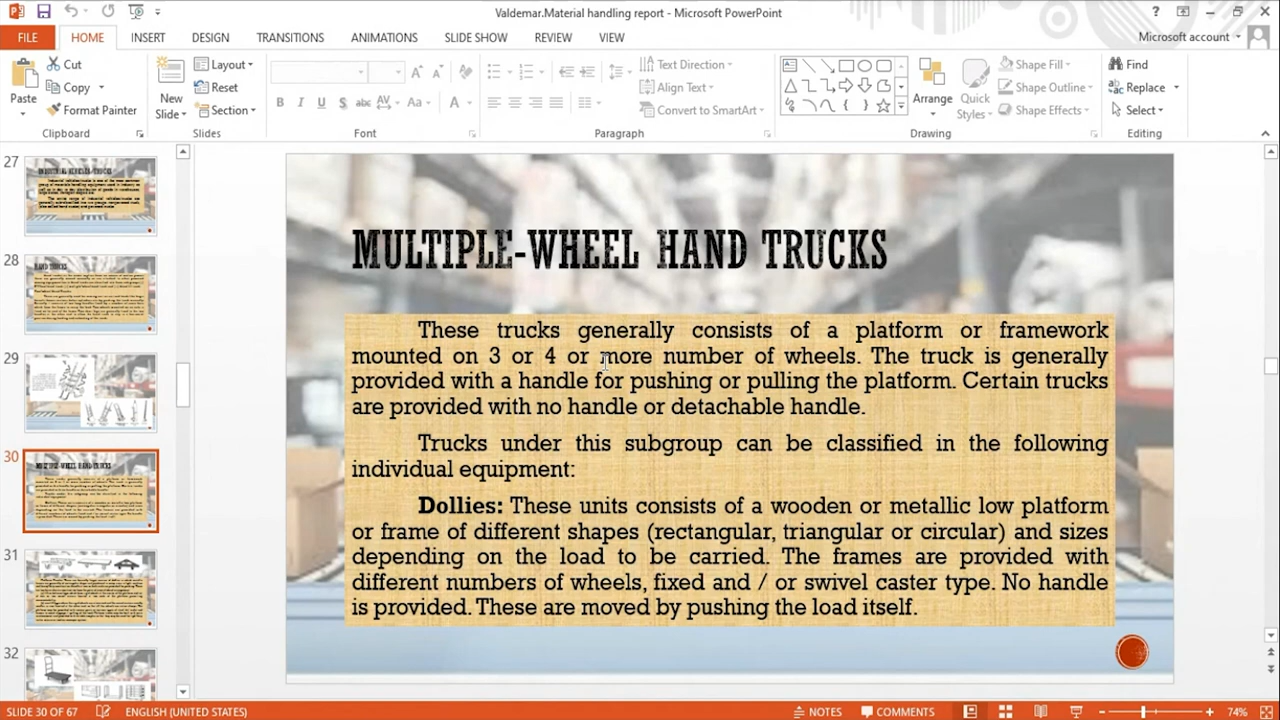 Valdemar.Material handling report - Microsoft PowerPoint
FILE HOME INSERT DESIGN TRANSITIONS ANIMATIONS SLIDE SHOW REVIEW VIEW Microsoft account
Paste
Cut
Copy
Format Painter
Clipboard
New
Slide
Layout
Reset
Section
Slides
Font
Text Direction
Align Text
Convert to SmartArt
Paragraph
Arrange
Quick
Styles
Shape Fill
Shape Outline
Shape Effects
Drawing
Find
Replace
Select
Editing
27
28
29
30
31
32
MULTIPLE-WHEEL HAND TRUCKS
These trucks generally consists of a platform or framework
mounted on 3 or 4 or more number of wheels. The truck is generally
provided with a handle for pushing or pulling the platform. Certain trucks
are provided with no handle or detachable handle.
Trucks under this subgroup can be classified in the following
individual equipment:
Dollies: These units consists of a wooden or metallic low platform
or frame of different shapes (rectangular, triangular or circular) and sizes
depending on the load to be carried. The frames are provided with
different numbers of wheels, fixed and / or swivel caster type. No handle
is provided. These are moved by pushing the load itself.
SLIDE 30 OF 67 ENGLISH (UNITED STATES) NOTES COMMENTS 74%